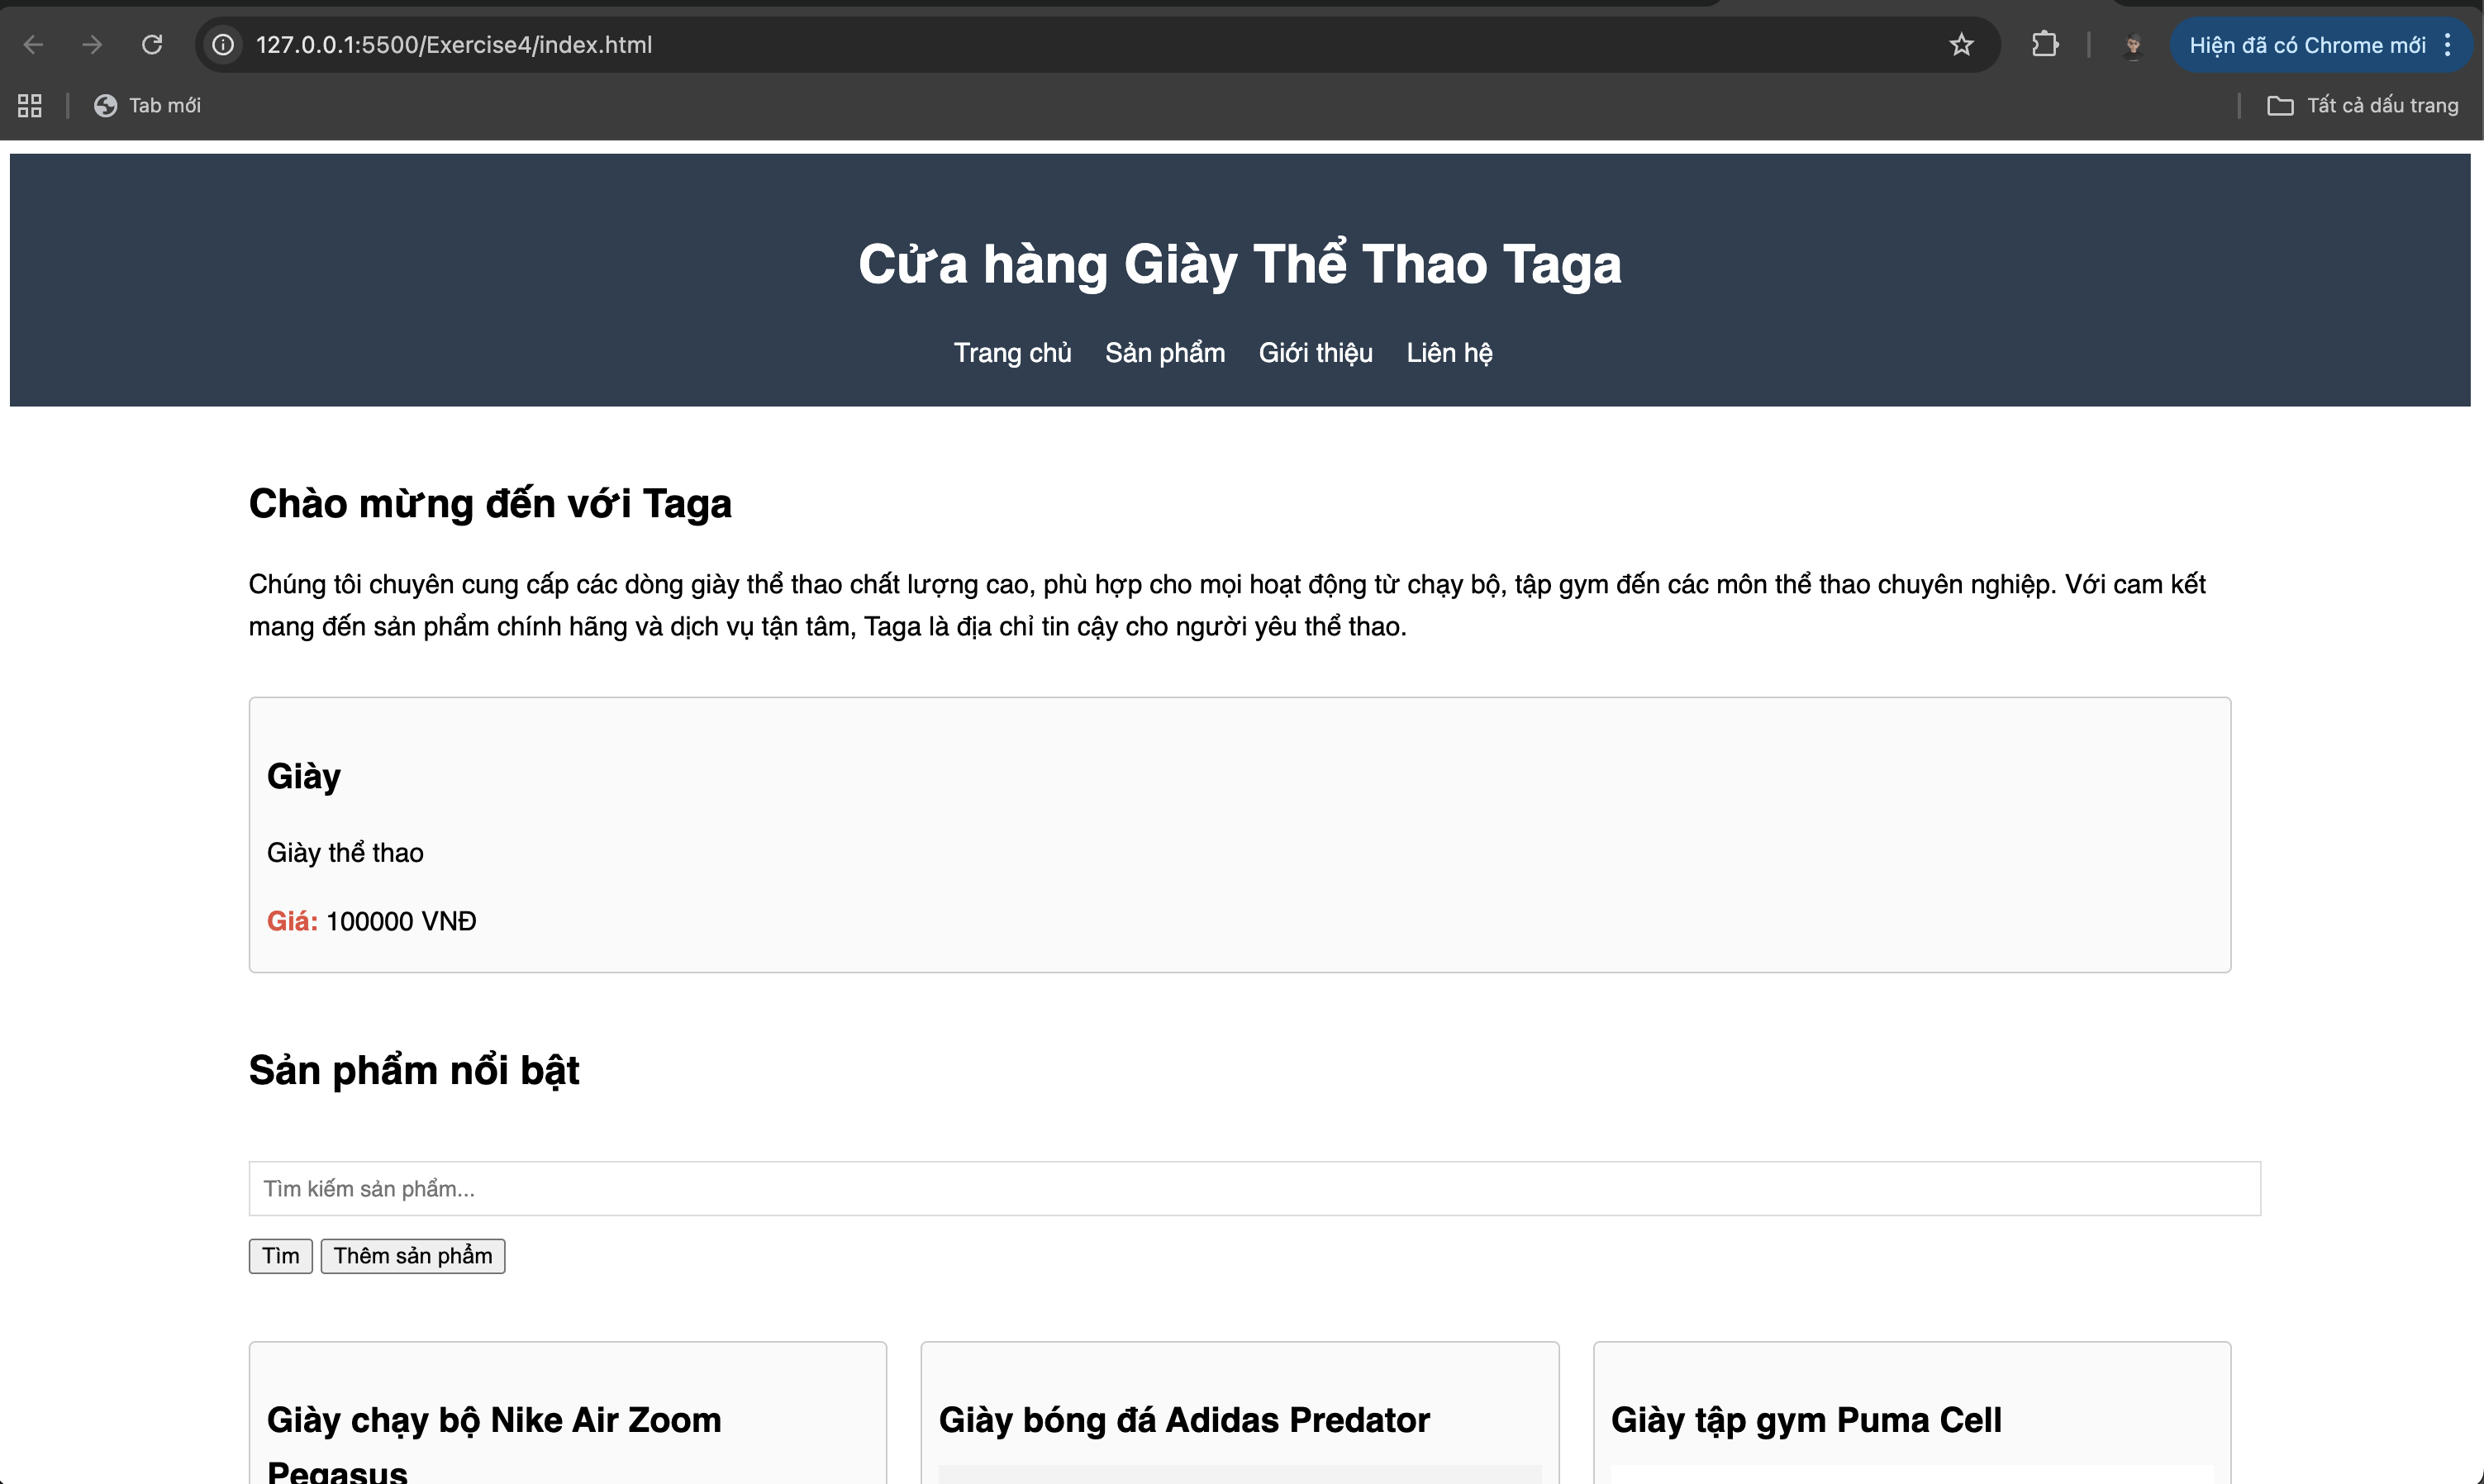 127.0.0.1:5500/Exercise4/index.html
Hiện đã có Chrome mới
Tab mới
Tất cả dấu trang
Cửa hàng Giày Thể Thao Taga
Trang chủ Sản phẩm Giới thiệu Liên hệ
Chào mừng đến với Taga
Chúng tôi chuyên cung cấp các dòng giày thể thao chất lượng cao, phù hợp cho mọi hoạt động từ chạy bộ, tập gym đến các môn thể thao chuyên nghiệp. Với cam kết
mang đến sản phẩm chính hãng và dịch vụ tận tâm, Taga là địa chỉ tin cậy cho người yêu thể thao.
Giày
Giày thể thao
Giá: 100000 VNĐ
Sản phẩm nổi bật
Tìm kiếm sản phẩm...
Tìm Thêm sản phẩm
Giày chạy bộ Nike Air Zoom
Pegasus
Giày bóng đá Adidas Predator
Giày tập gym Puma Cell